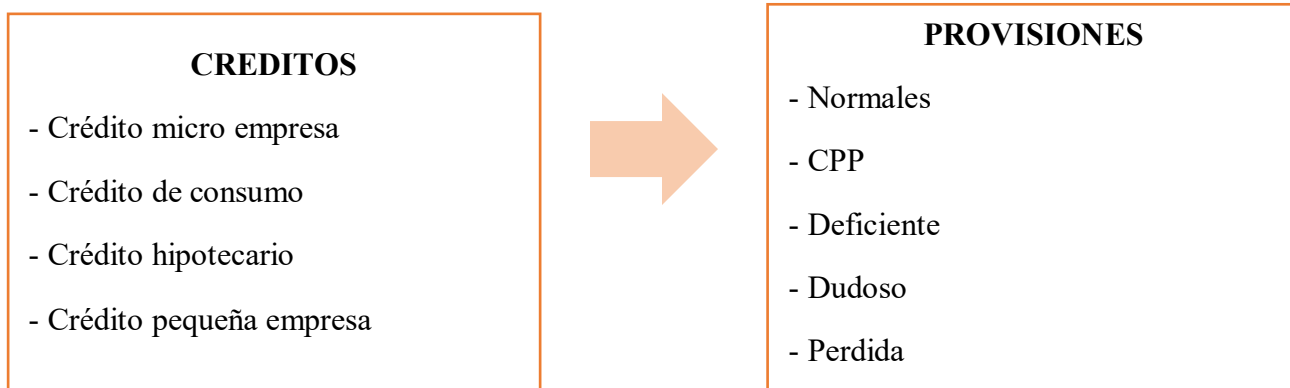 CREDITOS
- Crédito micro empresa
- Crédito de consumo
- Crédito hipotecario
- Crédito pequeña empresa
PROVISIONES
- Normales
- CPP
- Deficiente
- Dudoso
- Perdida